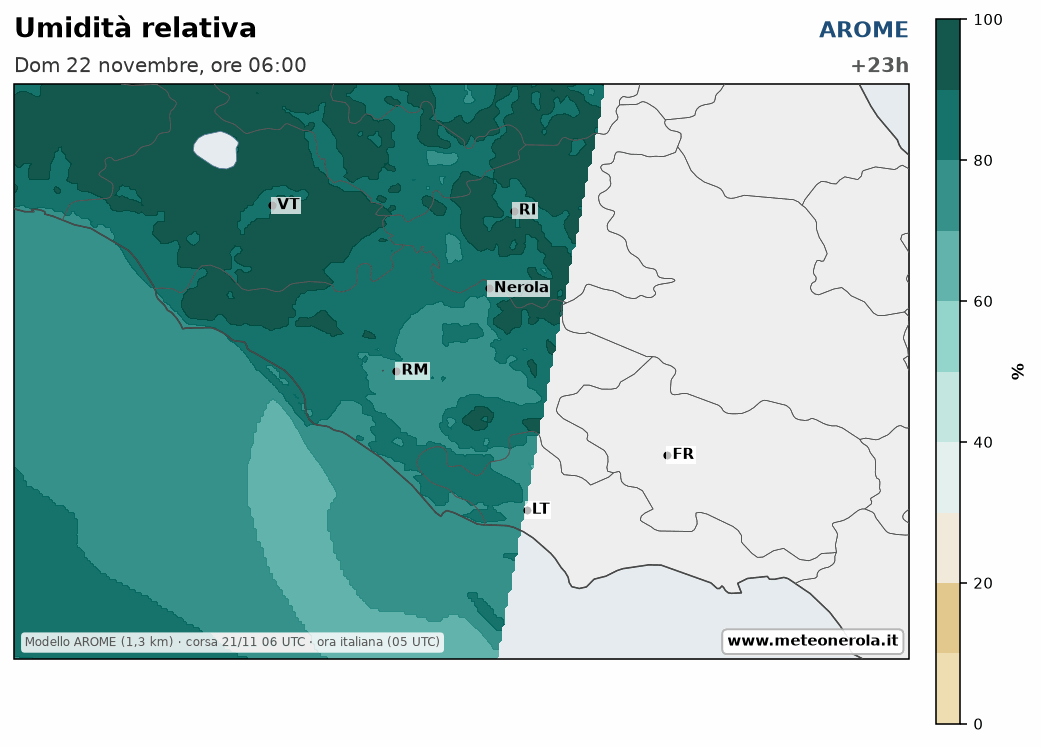 Umidità relativa
AROME
Dom 22 novembre, ore 06:00
+23h
100
80
60
40
20
0
%
VT
RI
Nerola
RM
FR
LT
Modello AROME (1,3 km) · corsa 21/11 06 UTC · ora italiana (05 UTC)
www.meteonerola.it